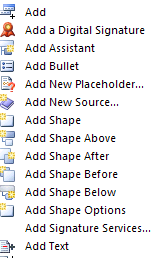 Add
Add a Digital Signature
Add Assistant
Add Bullet
Add New Placeholder...
Add New Source...
Add Shape
Add Shape Above
Add Shape After
Add Shape Before
Add Shape Below
Add Shape Options
Add Signature Services...
Add Text